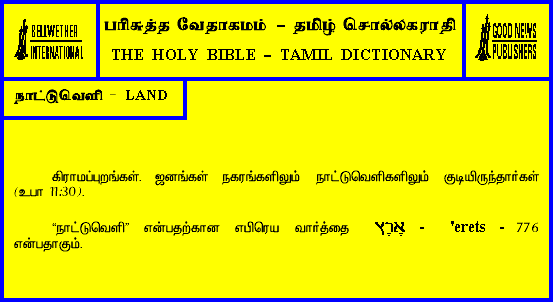 BELLWETHER
INTERNATIONAL
பரிசுத்த வேதாகமம் – தமிழ் சொல்லகராதி
THE HOLY BIBLE – TAMIL DICTIONARY
GOOD NEWS
PUBLISHERS
நாட்டுவெளி - LAND
கிராமப்புறங்கள். ஜனங்கள் நகரங்களிலும் நாட்டுவெளிகளிலும் குடியிருந்தார்கள்
(உபா 11:30).
“நாட்டுவெளி” என்பதற்கான எபிரெய வார்த்தை אֶרֶץ - 'erets - 776
என்பதாகும்.